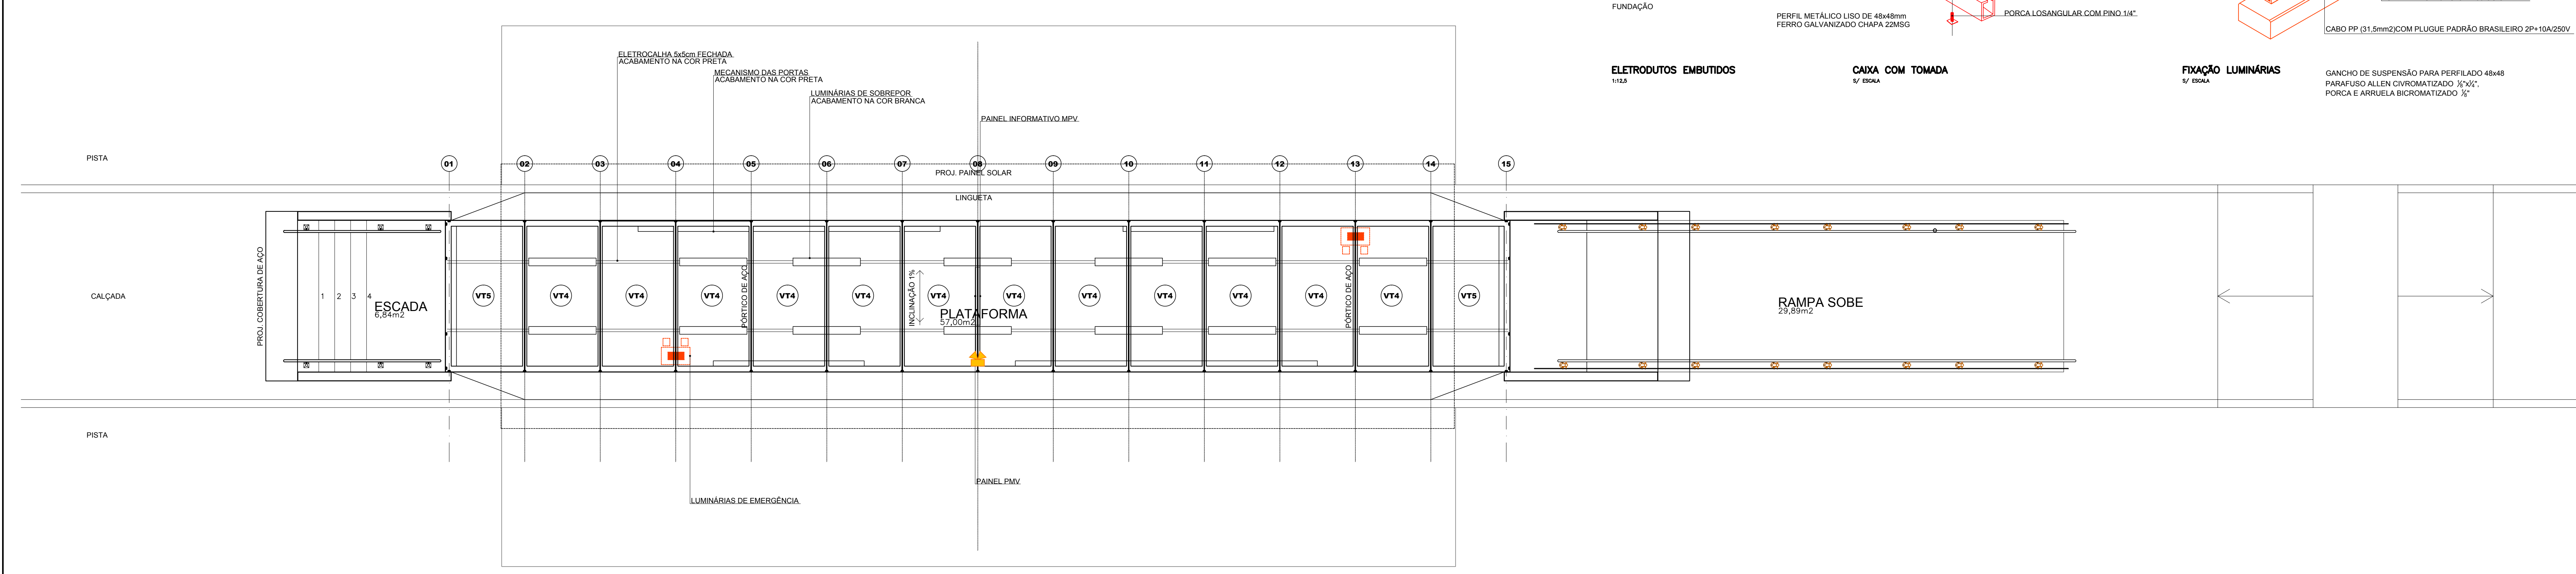 FUNDAÇÃO
PERFIL METÁLICO LISO DE 48x48mm
FERRO GALVANIZADO CHAPA 22MSG
PORCA LOSANGULAR COM PINO 1/4"
CABO PP (31,5mm2)COM PLUGUE PADRÃO BRASILEIRO 2P+10A/250V
ELETRODUTOS EMBUTIDOS
1:12,5
CAIXA COM TOMADA
S/ ESCALA
FIXAÇÃO LUMINÁRIAS
S/ ESCALA
GANCHO DE SUSPENSÃO PARA PERFILADO 48x48
PARAFUSO ALLEN CIVROMATIZADO
PORCA E ARRUELA BICROMATIZADO
ELETROCALHA 5x5cm FECHADA
ACABAMENTO NA COR PRETA
MECANISMO DAS PORTAS
ACABAMENTO NA COR PRETA
LUMINÁRIAS DE SOBREPOR
ACABAMENTO NA COR BRANCA
PAINEL INFORMATIVO MPV
PISTA
01 02 03 04 05 06 07 08 09 10 11 12 13 14 15
PROJ. PAINEL SOLAR
LINGUETA
PROJ. COBERTURA DE AÇO
CALÇADA
1 2 3 4
ESCADA
6,84m2
VT5 VT4 VT4 VT4 VT4 VT4 VT4 VT4 VT4 VT4 VT4 VT4 VT4 VT5
PÓRTICO DE AÇO
INCLINAÇÃO 1%
PLATAFORMA
57,00m2
PÓRTICO DE AÇO
RAMPA SOBE
29,89m2
PISTA
PAINEL PMV
LUMINÁRIAS DE EMERGÊNCIA